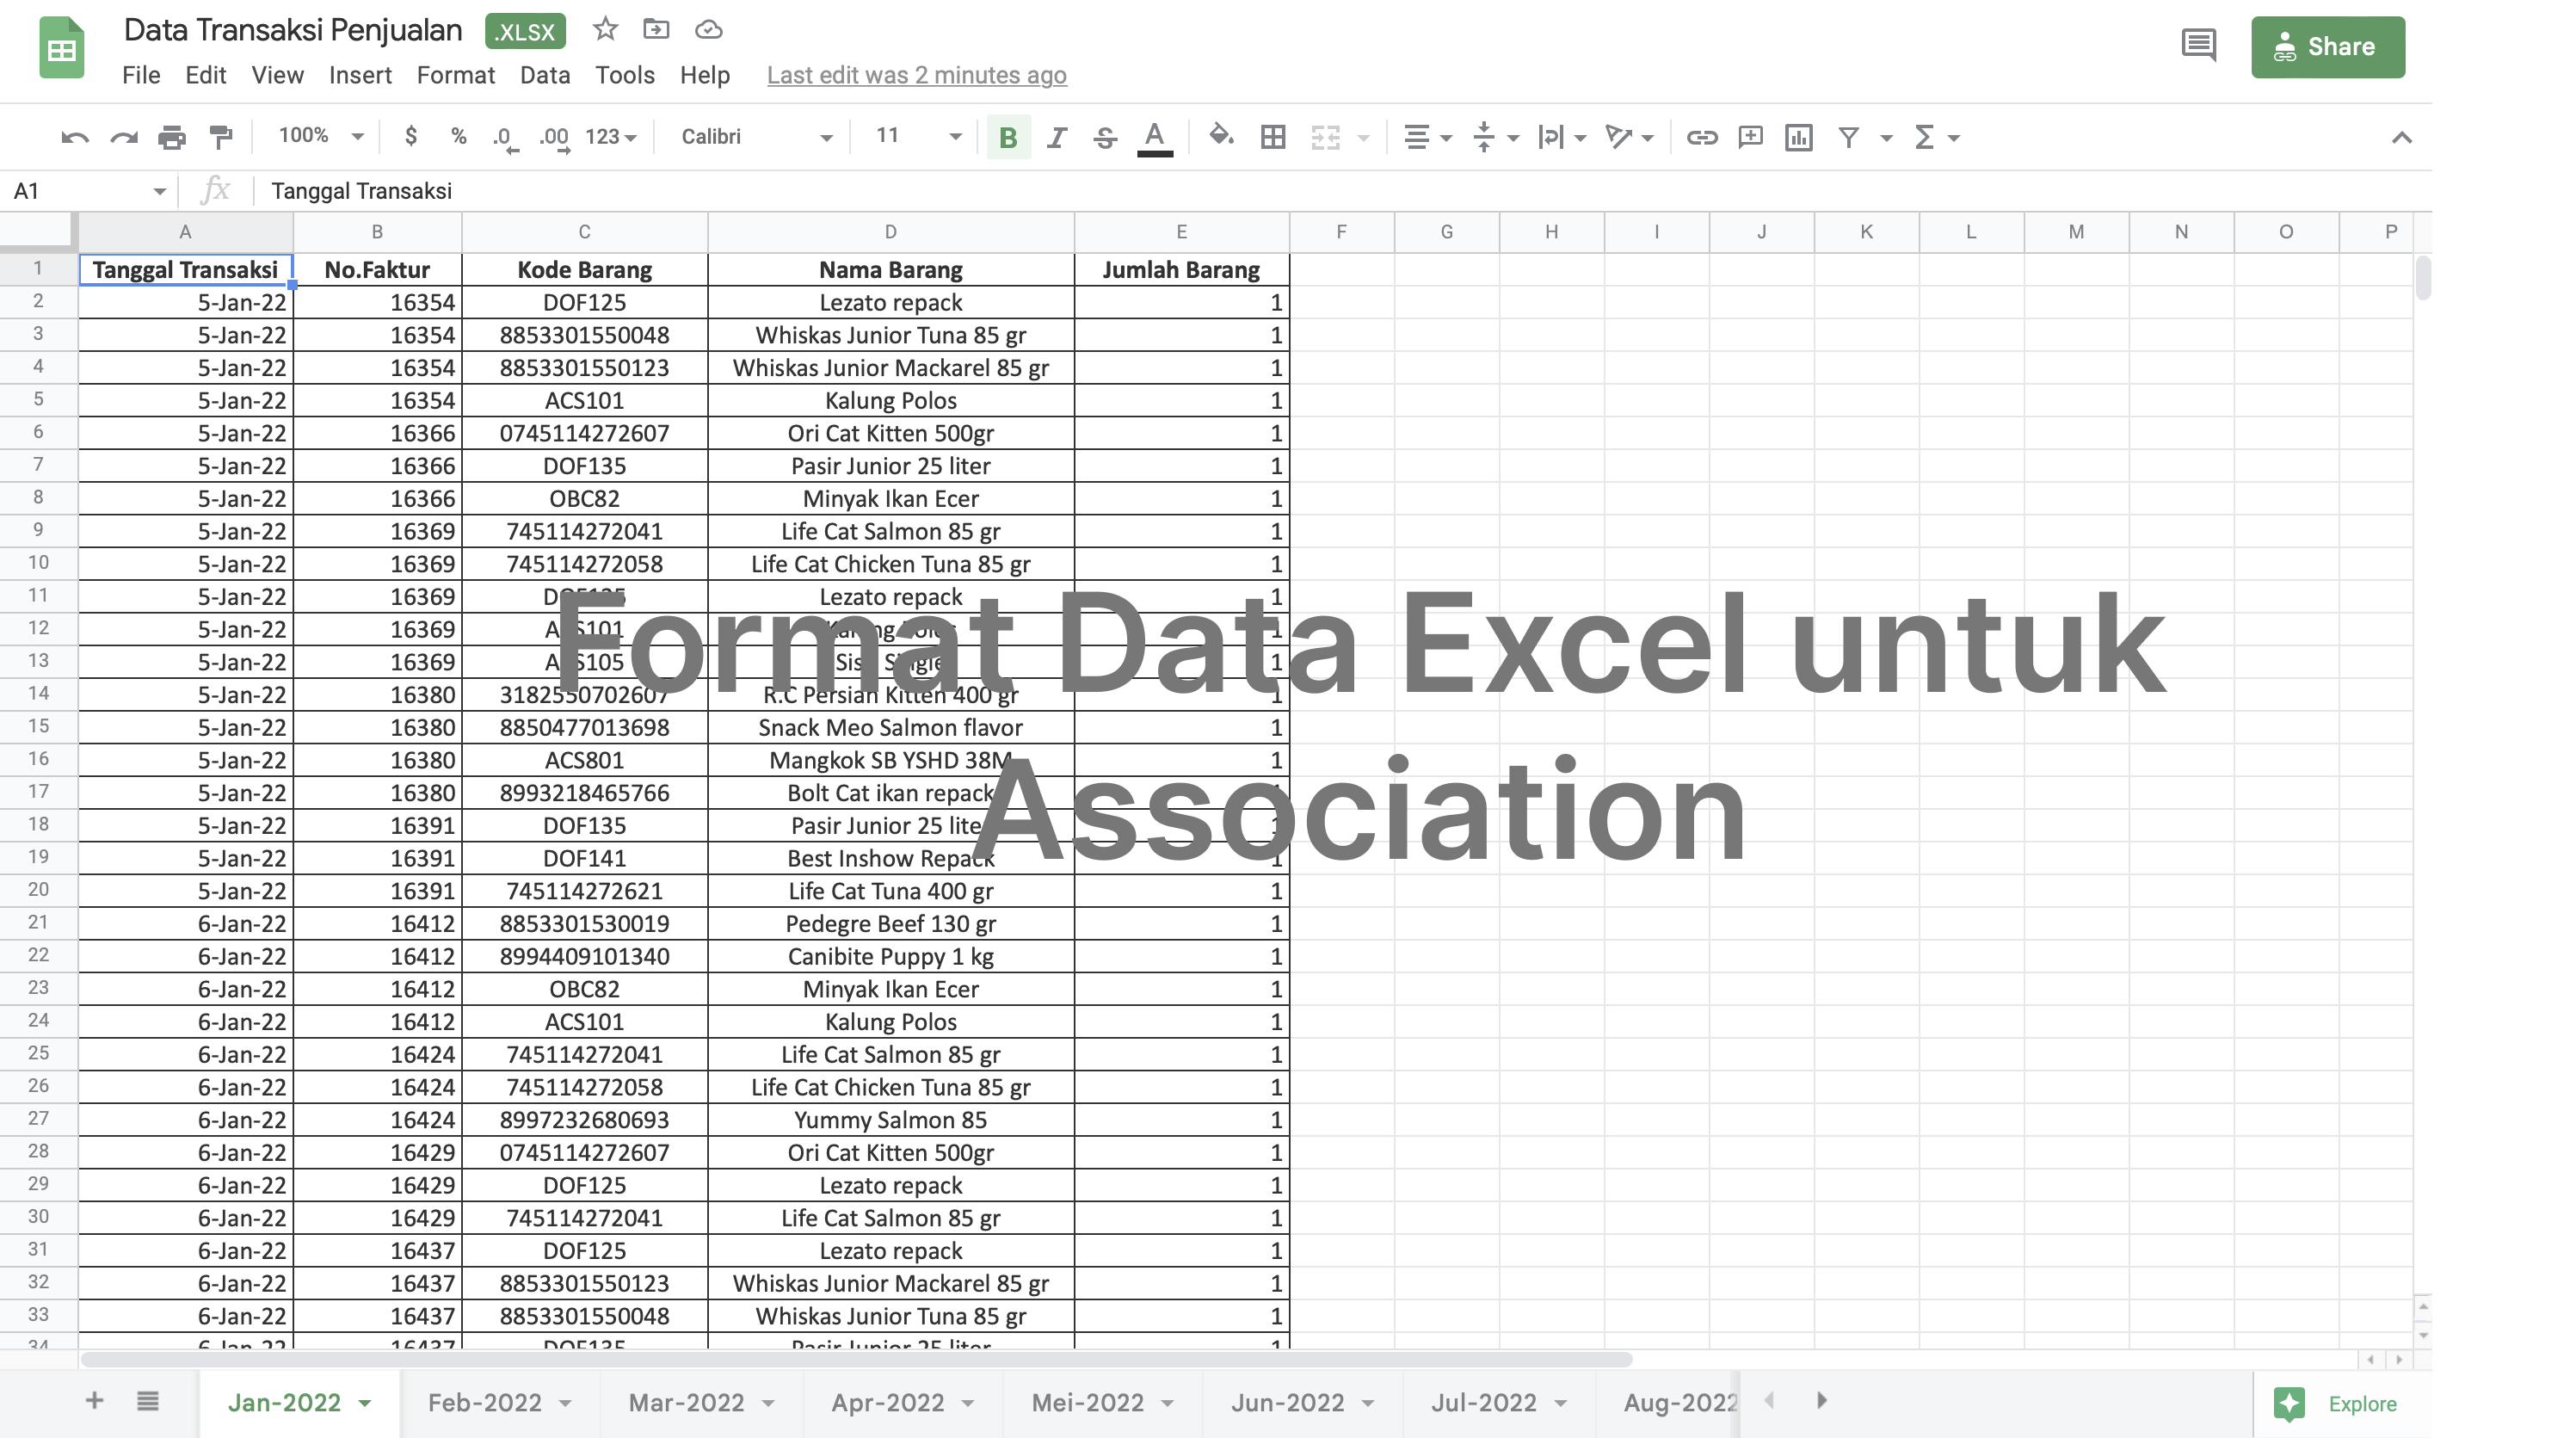 Data Transaksi Penjualan .XLSX
File Edit View Insert Format Data Tools Help Last edit was 2 minutes ago
Share
100% $ % .0 .00 123 Calibri 11 B I S A
A1 fx Tanggal Transaksi
A B C D E F G H I J K L M N O P
1 Tanggal Transaksi No.Faktur Kode Barang Nama Barang Jumlah Barang
2 5-Jan-22 16354 DOF125 Lezato repack 1
3 5-Jan-22 16354 8853301550048 Whiskas Junior Tuna 85 gr 1
4 5-Jan-22 16354 8853301550123 Whiskas Junior Mackarel 85 gr 1
5 5-Jan-22 16354 ACS101 Kalung Polos 1
6 5-Jan-22 16366 0745114272607 Ori Cat Kitten 500gr 1
7 5-Jan-22 16366 DOF135 Pasir Junior 25 liter 1
8 5-Jan-22 16366 OBC82 Minyak Ikan Ecer 1
9 5-Jan-22 16369 745114272041 Life Cat Salmon 85 gr 1
10 5-Jan-22 16369 745114272058 Life Cat Chicken Tuna 85 gr 1
11 5-Jan-22 16369 Lezato repack 1
12 5-Jan-22 16369 1
13 5-Jan-22 16369 1
14 5-Jan-22 16380 3182550702607 R.C Persian Kitten 400 gr 1
15 5-Jan-22 16380 8850477013698 Snack Meo Salmon flavor 1
16 5-Jan-22 16380 ACS801 Mangkok SB YSHD 38M 1
17 5-Jan-22 16380 8993218465766 Bolt Cat ikan repack
18 5-Jan-22 16391 DOF135 Pasir Junior 25
19 5-Jan-22 16391 DOF141 Best Inshow Repack 1
20 5-Jan-22 16391 745114272621 Life Cat Tuna 400 gr 1
21 6-Jan-22 16412 8853301530019 Pedegre Beef 130 gr 1
22 6-Jan-22 16412 8994409101340 Canibite Puppy 1 kg 1
23 6-Jan-22 16412 OBC82 Minyak Ikan Ecer 1
24 6-Jan-22 16412 ACS101 Kalung Polos 1
25 6-Jan-22 16424 745114272041 Life Cat Salmon 85 gr 1
26 6-Jan-22 16424 745114272058 Life Cat Chicken Tuna 85 gr 1
27 6-Jan-22 16424 8997232680693 Yummy Salmon 85 1
28 6-Jan-22 16429 0745114272607 Ori Cat Kitten 500gr 1
29 6-Jan-22 16429 DOF125 Lezato repack 1
30 6-Jan-22 16429 745114272041 Life Cat Salmon 85 gr 1
31 6-Jan-22 16437 DOF125 Lezato repack 1
32 6-Jan-22 16437 8853301550123 Whiskas Junior Mackarel 85 gr 1
33 6-Jan-22 16437 8853301550048 Whiskas Junior Tuna 85 gr 1
34 6-Jan-22 16437 DOF135 Pasir Junior 25 liter 1
Format Data Excel untuk
Association
Jan-2022 Feb-2022 Mar-2022 Apr-2022 Mei-2022 Jun-2022 Jul-2022 Aug-2022
Explore